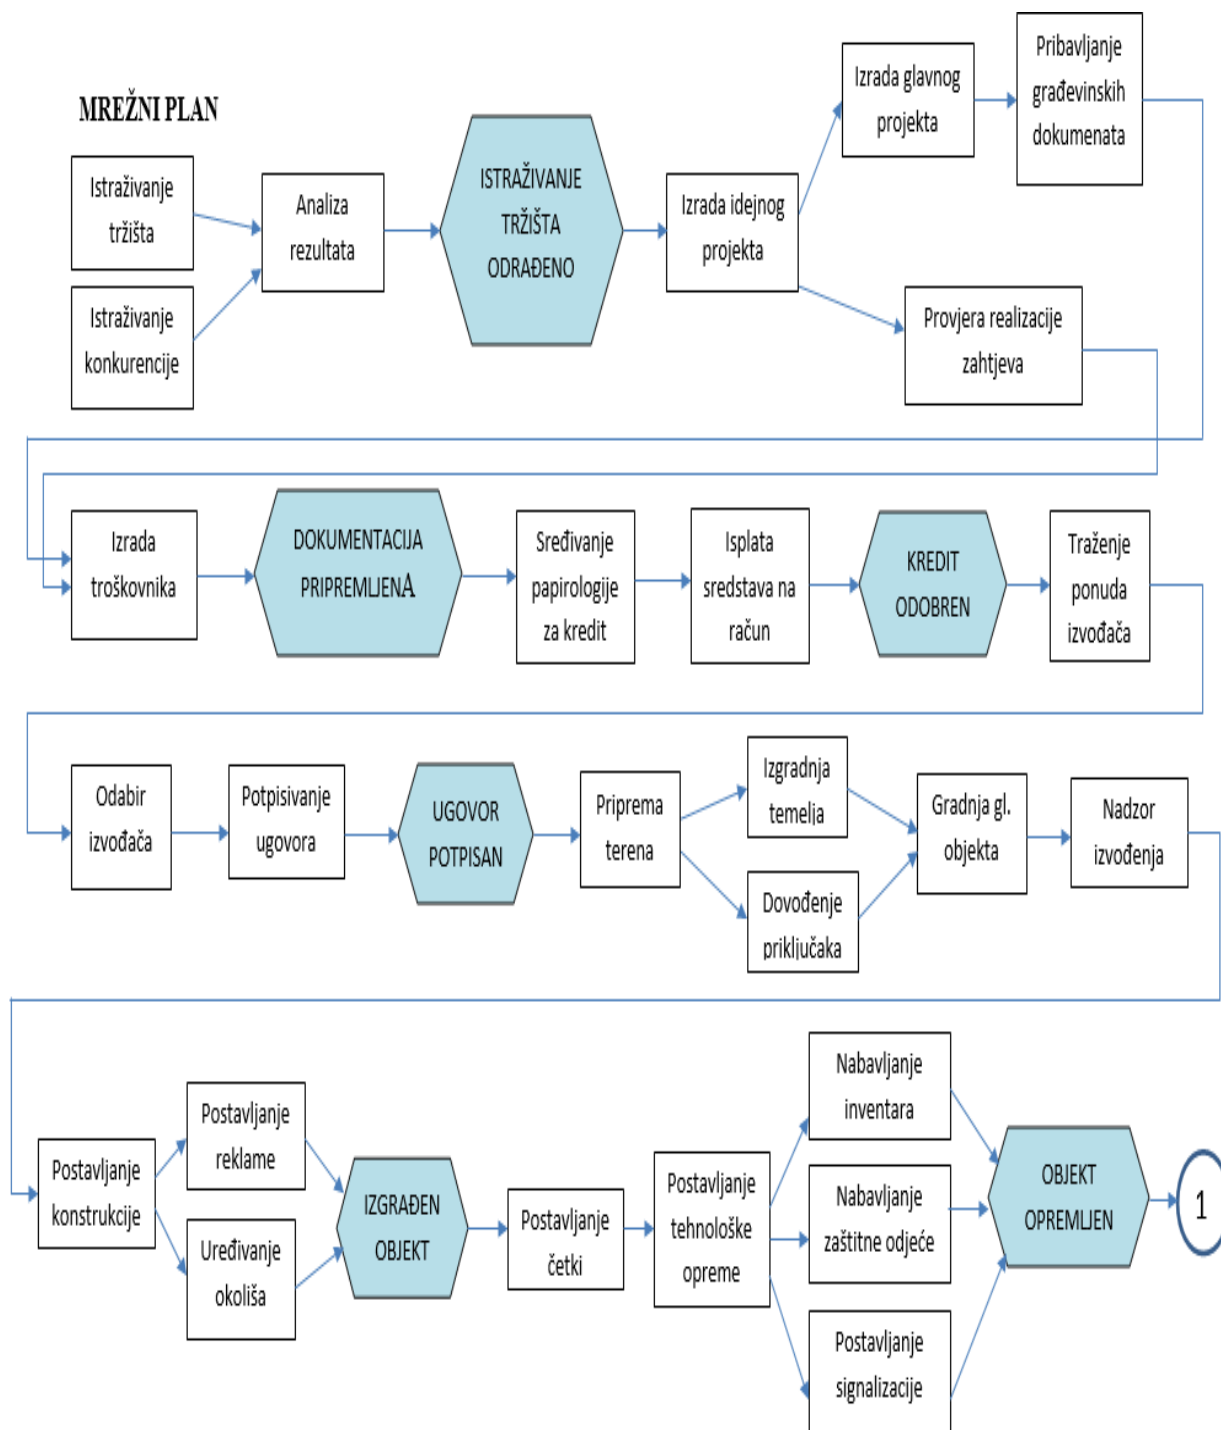 MREŽNI PLAN
Istraživanje
tržišta
Istraživanje
konkurencije
Analiza
rezultata
ISTRAŽIVANJE
TRŽIŠTA
ODRAĐENO
Izrada idejnog
projekta
Izrada glavnog
projekta
Pribavljanje
građevinskih
dokumenata
Provjera realizacije
zahtjeva
Izrada
troškovnika
DOKUMENTACIJA
PRIPREMLJENA
Sređivanje
papirologije
za kredit
Isplata
sredstava na
račun
KREDIT
ODOBREN
Traženje
ponuda
izvođača
Odabir
izvođača
Potpisivanje
ugovora
UGOVOR
POTPISAN
Priprema
terena
Izgradnja
temelja
Dovođenje
priključaka
Gradnja gl.
objekta
Nadzor
izvođenja
Postavljanje
konstrukcije
Postavljanje
reklame
Uređivanje
okoliša
IZGRAĐEN
OBJEKT
Postavljanje
četki
Postavljanje
tehnološke
opreme
Nabavljanje
inventara
Nabavljanje
zaštitne odjeće
Postavljanje
signalizacije
OBJEKT
OPREMLJEN
1